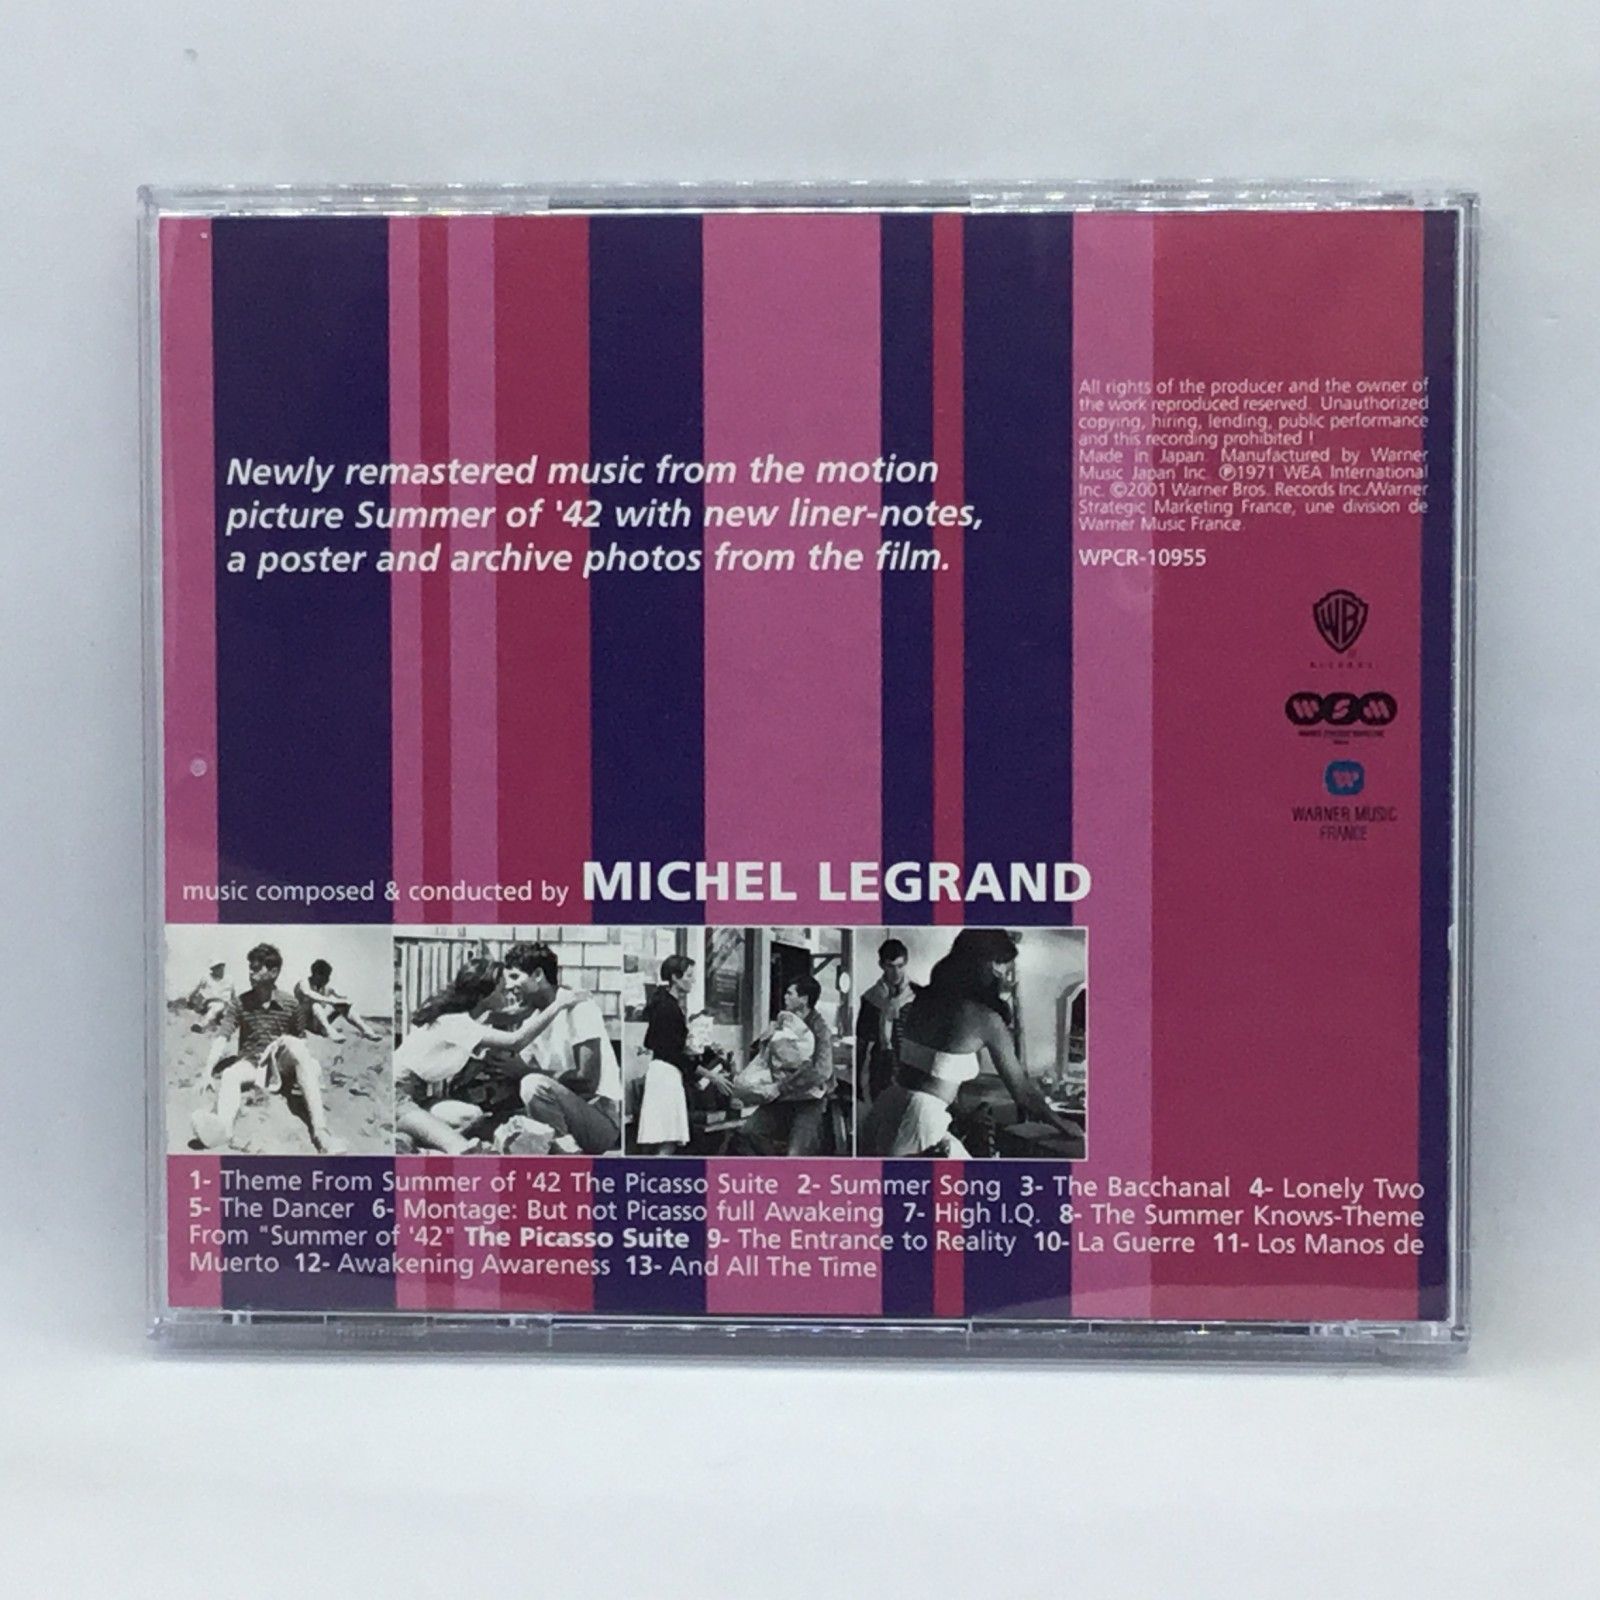 All rights of the producer and the owner of
the work reproduced reserved. Unauthorized
copying, hiring, lending, public performance
and this recording prohibited !
Made in Japan. Manufactured by Warner
Music Japan Inc. ℗1971 WEA International
Inc. ©2001 Warner Bros. Records Inc./Warner
Strategic Marketing France, une division de
Warner Music France.
WPCR-10955
Newly remastered music from the motion
picture Summer of '42 with new liner-notes,
a poster and archive photos from the film.
WB
RECORDS
WSM
WARNER MUSIC
FRANCE
music composed & conducted by MICHEL LEGRAND
1- Theme From Summer of '42 The Picasso Suite 2- Summer Song 3- The Bacchanal 4- Lonely Two
5- The Dancer 6- Montage: But not Picasso full Awakeing 7- High I.Q. 8- The Summer Knows-Theme
From "Summer of '42" The Picasso Suite 9- The Entrance to Reality 10- La Guerre 11- Los Manos de
Muerto 12- Awakening Awareness 13- And All The Time